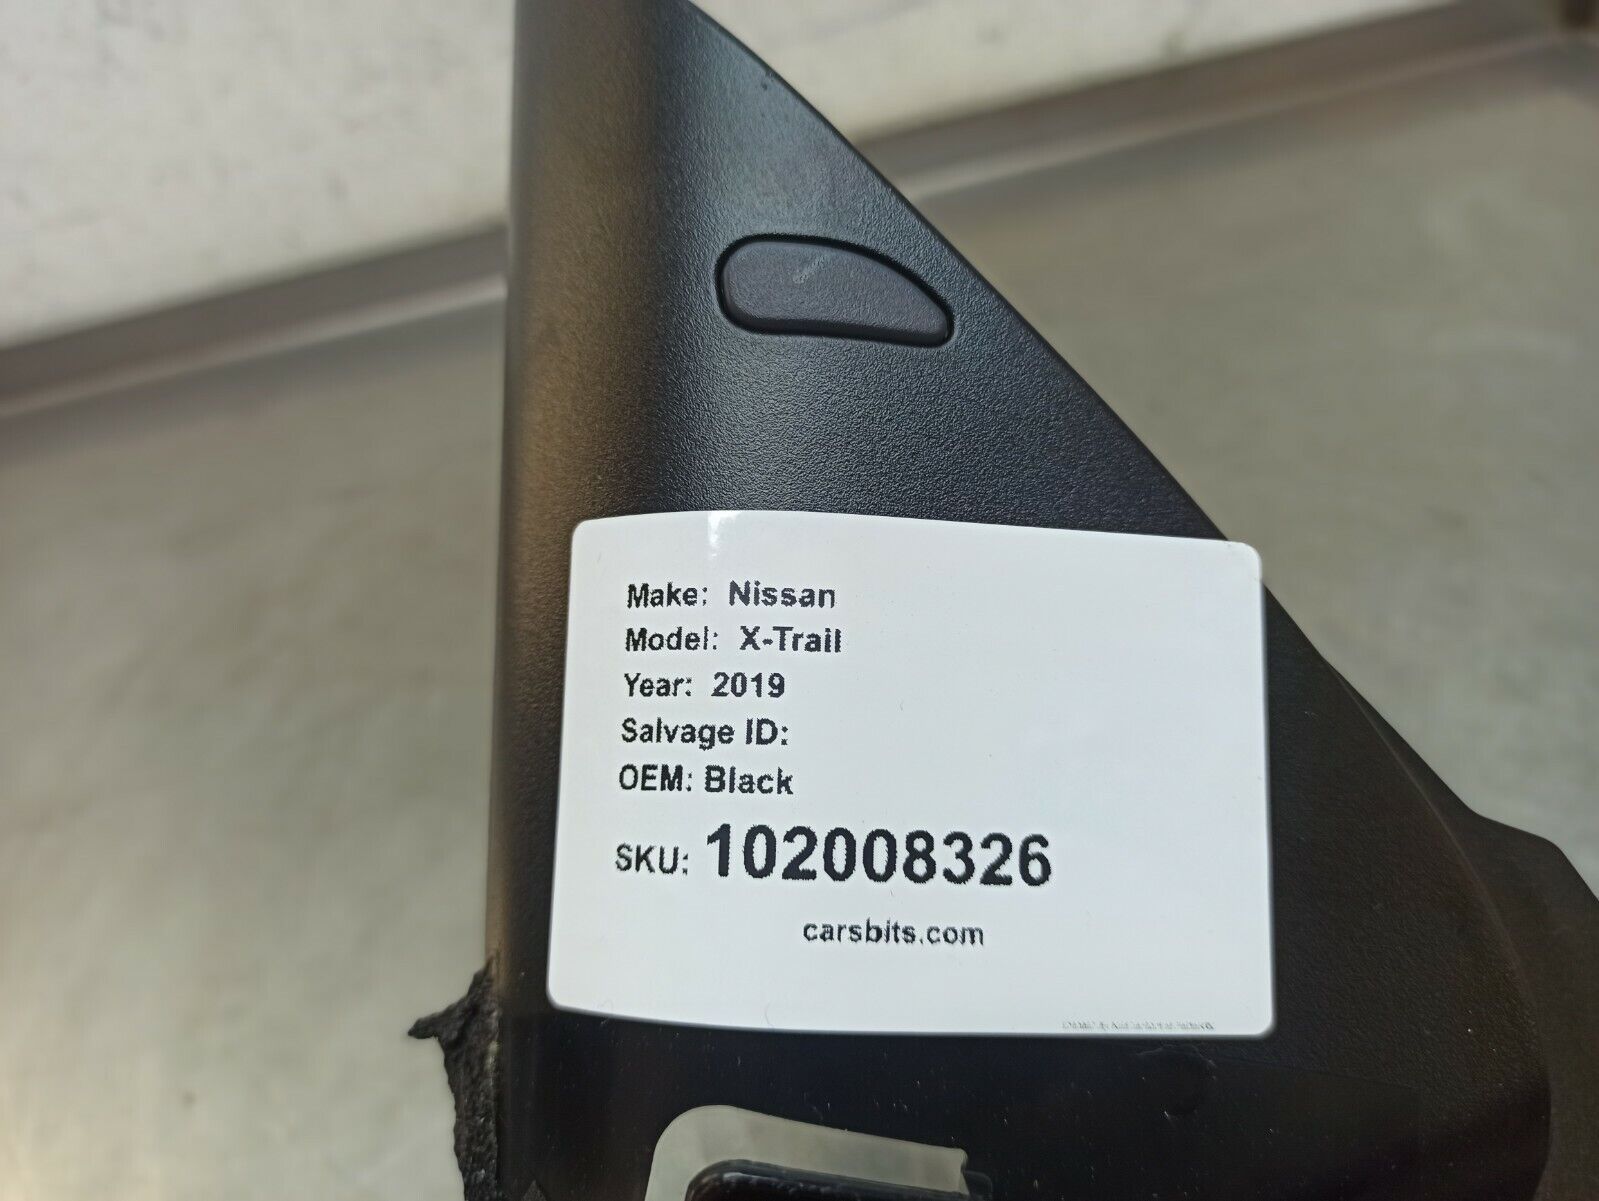 Make: Nissan
Model: X-Trail
Year: 2019
Salvage ID:
OEM: Black
SKU: 102008326
carsbits.com